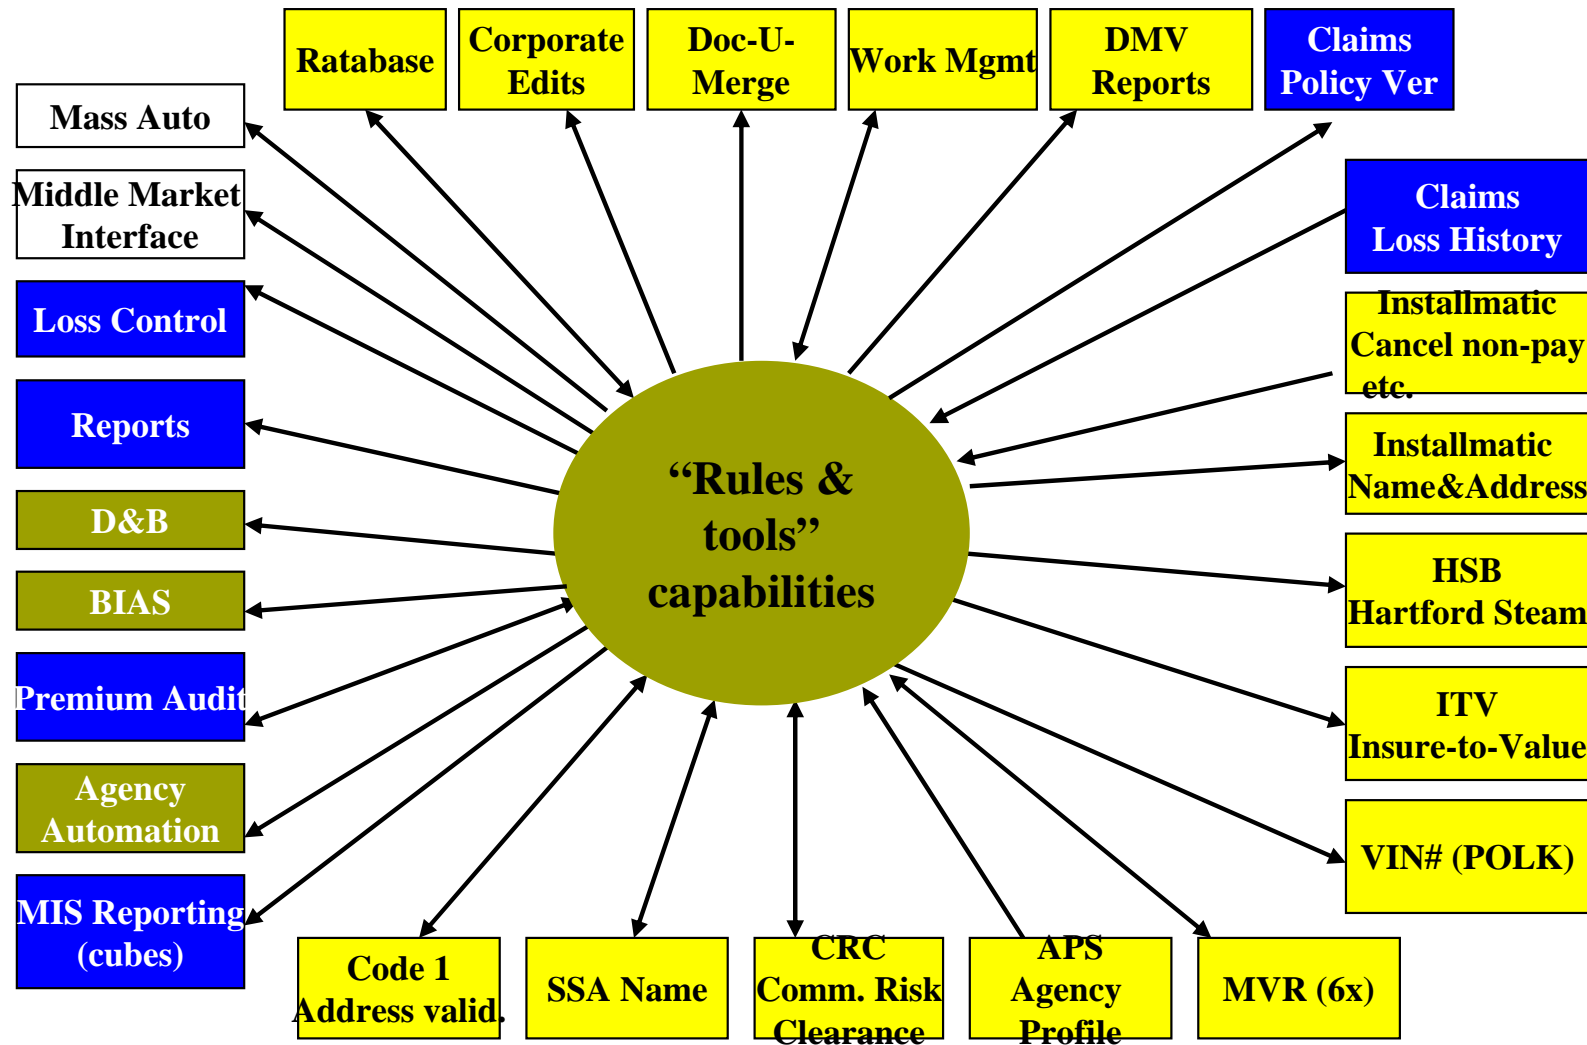 Ratabase
Corporate
Edits
Doc-U-
Merge
Work Mgmt
DMV
Reports
Claims
Policy Ver
Mass Auto
Middle Market
Interface
Loss Control
Reports
D&B
BIAS
Premium Audit
Agency
Automation
MIS Reporting
(cubes)
“Rules &
tools”
capabilities
Claims
Loss History
Installmatic
Cancel non-pay
etc.
Installmatic
Name&Address
HSB
Hartford Steam
ITV
Insure-to-Value
VIN# (POLK)
Code 1
Address valid.
SSA Name
CRC
Comm. Risk
Clearance
APS
Agency
Profile
MVR (6x)